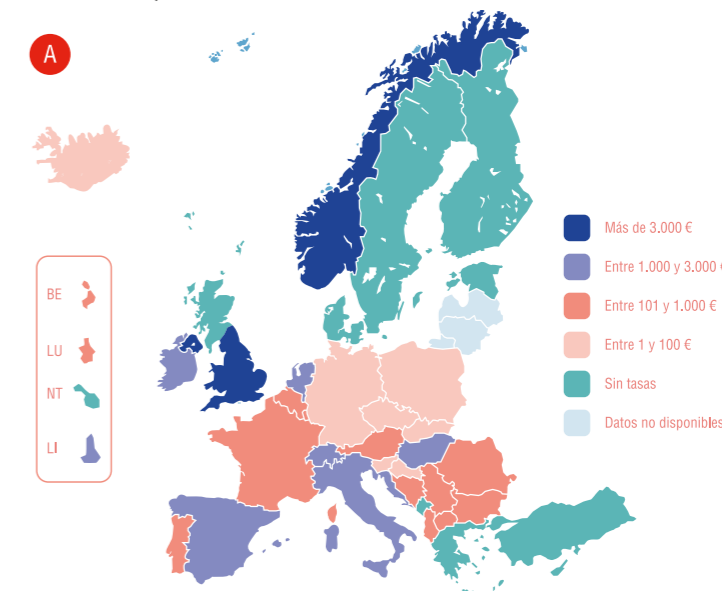 A
BE
LU
NT
LI
Más de 3.000 €
Entre 1.000 y 3.000 €
Entre 101 y 1.000 €
Entre 1 y 100 €
Sin tasas
Datos no disponibles